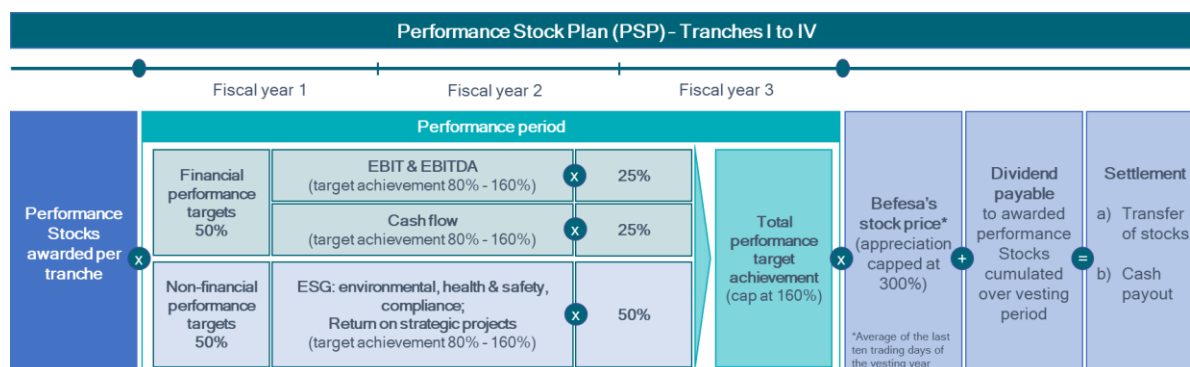 Performance Stock Plan (PSP) – Tranches I to IV
Fiscal year 1
Fiscal year 2
Fiscal year 3
Performance
Stocks
awarded per
tranche
x
Performance period
Financial
performance
targets
50%
EBIT & EBITDA
(target achievement 80% - 160%)
x
25%
Cash flow
(target achievement 80% - 160%)
x
25%
Non-financial
performance
targets
50%
ESG: environmental, health & safety,
compliance;
Return on strategic projects
(target achievement 80% - 160%)
x
50%
Total
performance
target
achievement
(cap at 160%)
x
Befesa's
stock price*
(appreciation
capped at
300%)
*Average of the last
ten trading days of
the vesting year
+
Dividend
payable
to awarded
performance
Stocks
cumulated
over vesting
period
=
Settlement
a) Transfer
of stocks
b) Cash
payout